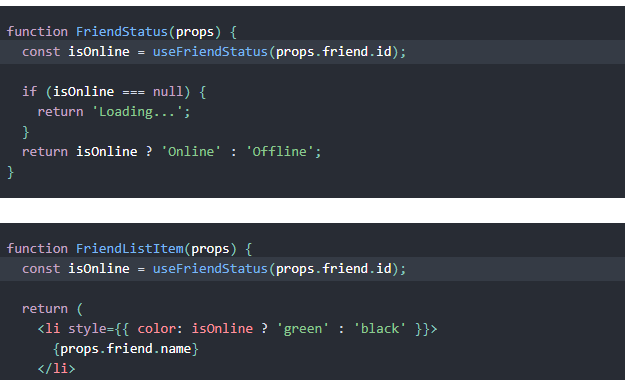 function FriendStatus(props) {
  const isOnline = useFriendStatus(props.friend.id);
  if (isOnline === null) {
    return 'Loading...';
  }
  return isOnline ? 'Online' : 'Offline';
}
function FriendListItem(props) {
  const isOnline = useFriendStatus(props.friend.id);
  return (
    <li style={{ color: isOnline ? 'green' : 'black' }}>
      {props.friend.name}
    </li>